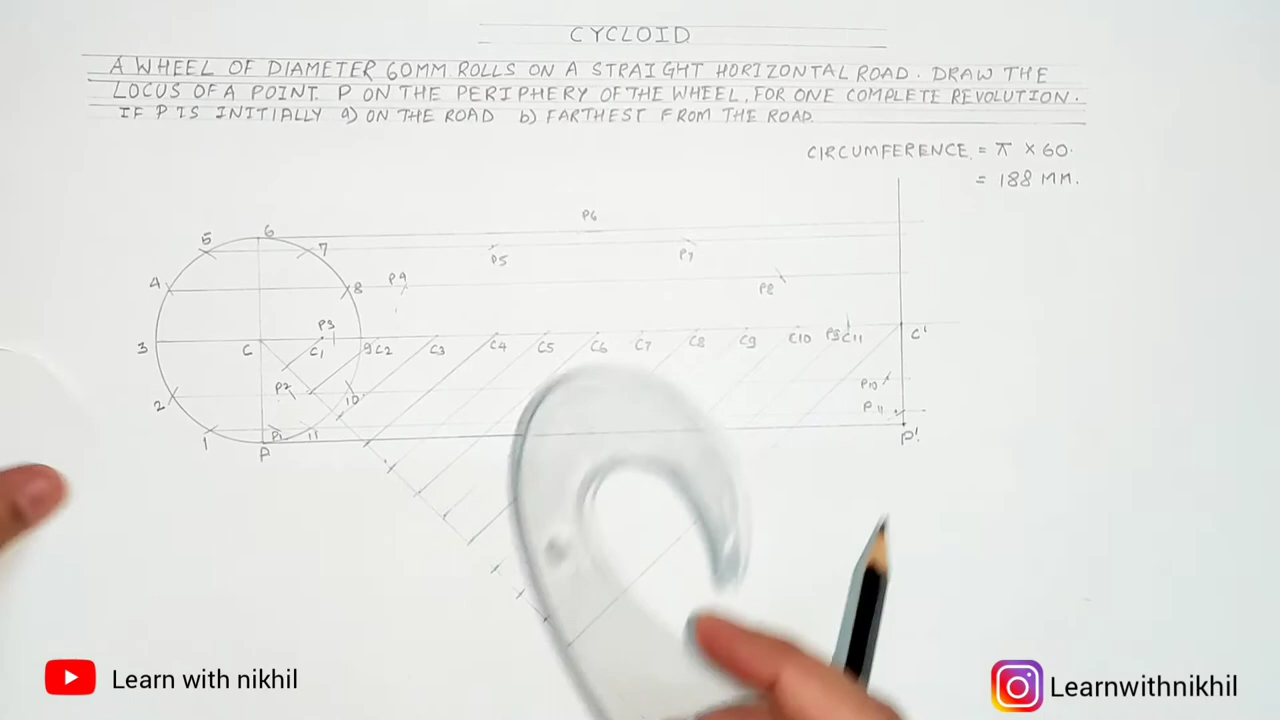 CYCLOID
A WHEEL OF DIAMETER 60MM ROLLS ON A STRAIGHT HORIZONTAL ROAD. DRAW THE
LOCUS OF A POINT P ON THE PERIPHERY OF THE WHEEL, FOR ONE COMPLETE REVOLUTION.
IF P IS INITIALLY a) ON THE ROAD b) FARTHEST FROM THE ROAD.
CIRCUMFERENCE = π × 60.
= 188 MM.
P6
5 6 7
P5 P7
4 8 P4 P8
P3
3 C C1 9 C2 C3 C4 C5 C6 C7 C8 C9 C10 P9 C11 C'
P2 P10
2 10 P11
1 P1 11 P'
P
Learn with nikhil
Learnwithnikhil